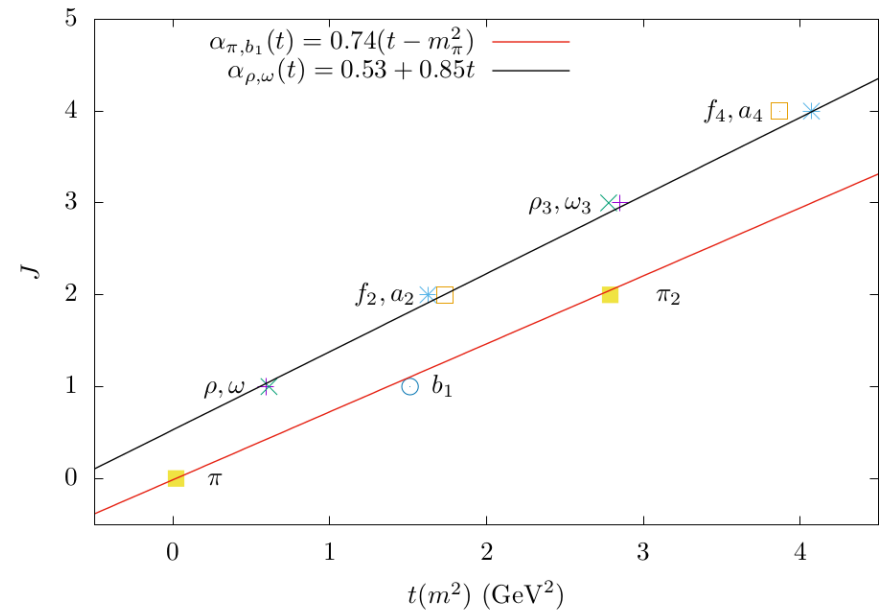 α_{π,b_1}(t) = 0.74(t − m_π^2)
α_{ρ,ω}(t) = 0.53 + 0.85t
5
4
3
2
1
0
J
f_4, a_4
ρ_3, ω_3
f_2, a_2
π_2
ρ, ω
b_1
π
0 1 2 3 4
t(m^2) (GeV^2)